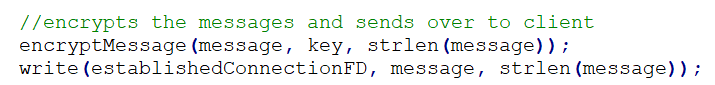 //encrypts the messages and sends over to client
encryptMessage(message, key, strlen(message));
write(establishedConnectionFD, message, strlen(message));